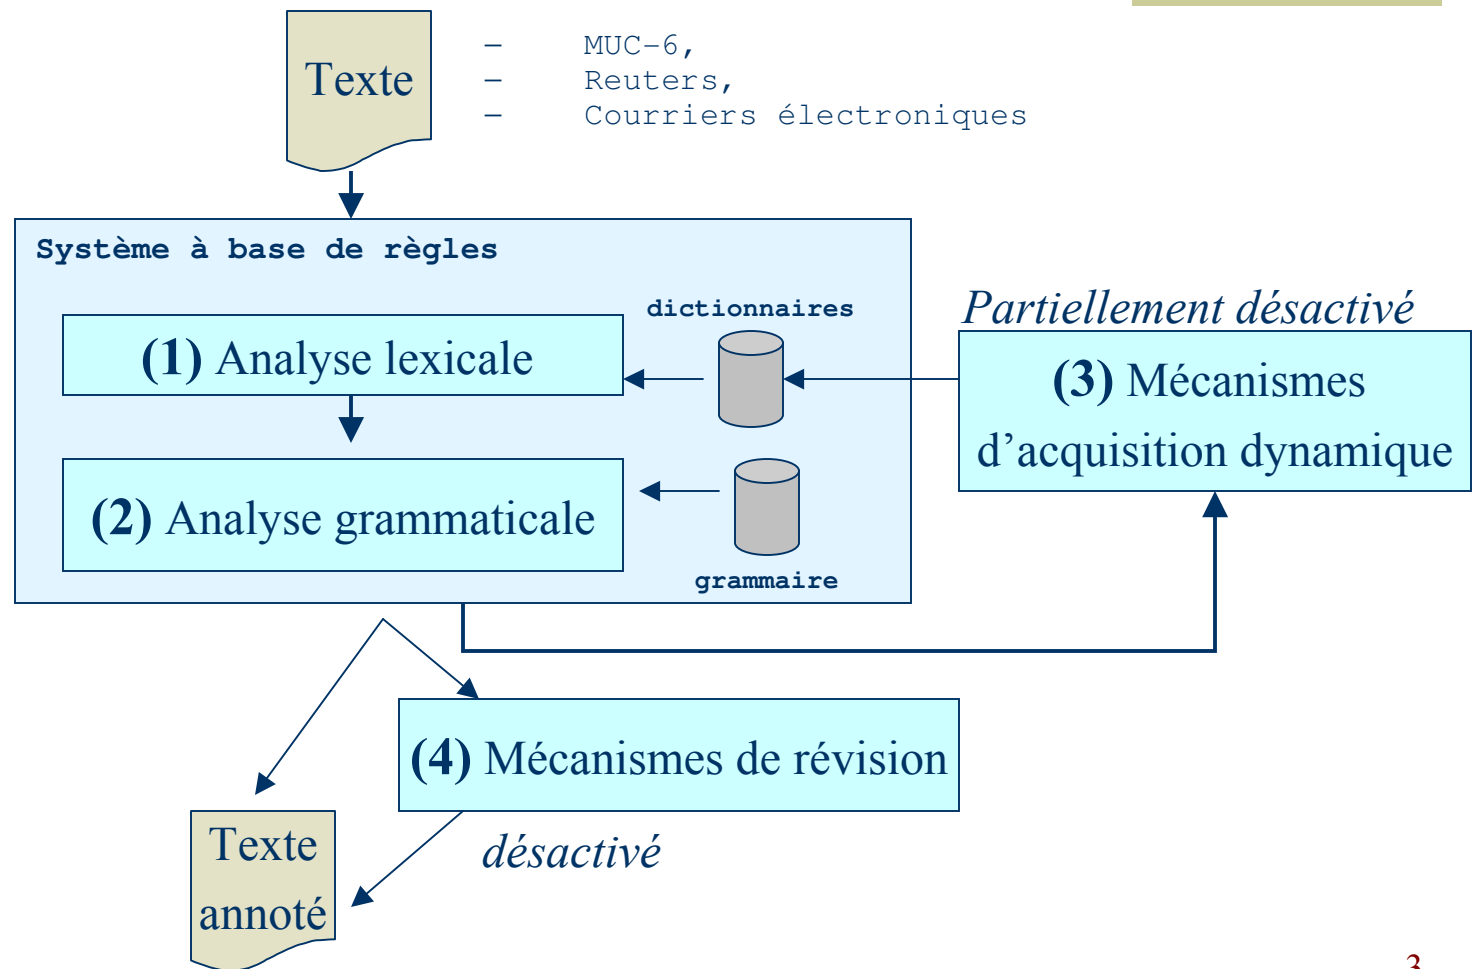 Texte
– MUC-6,
– Reuters,
– Courriers électroniques
Système à base de règles
dictionnaires
(1) Analyse lexicale
(2) Analyse grammaticale
grammaire
Partiellement désactivé
(3) Mécanismes
d’acquisition dynamique
(4) Mécanismes de révision
désactivé
Texte
annoté
3